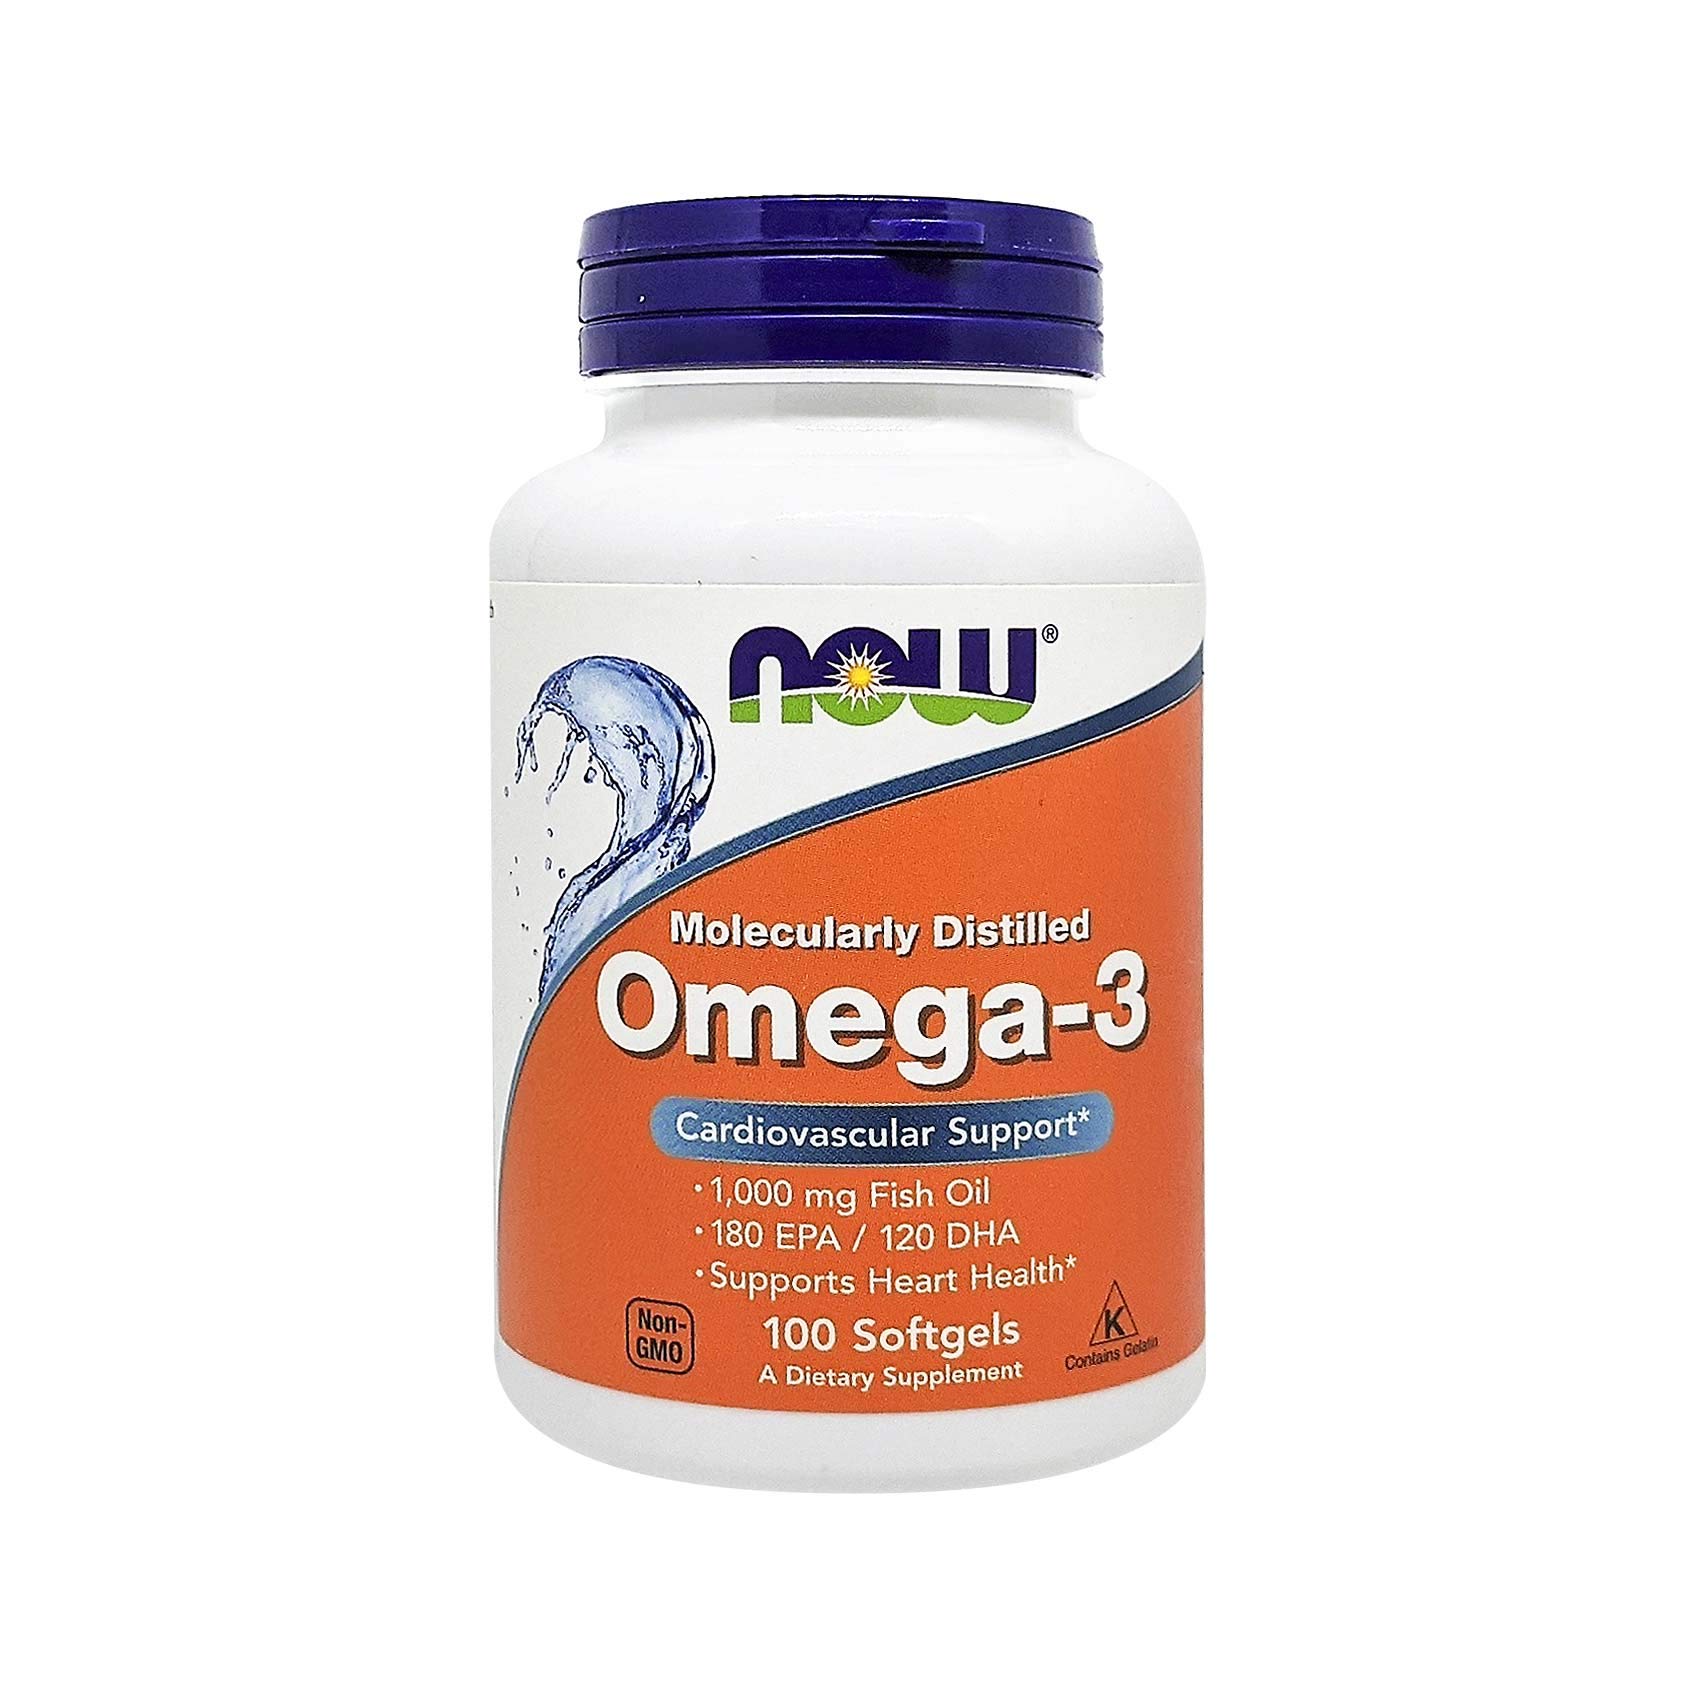 now®
Molecularly Distilled
Omega-3
Cardiovascular Support*
• 1,000 mg Fish Oil
• 180 EPA / 120 DHA
• Supports Heart Health*
Non-
GMO
100 Softgels
A Dietary Supplement
K
Contains Gelatin